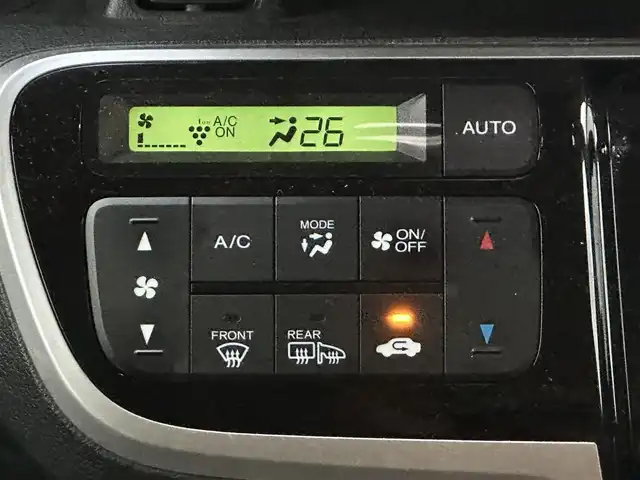 A/C
ON
26
AUTO
A/C
MODE
ON/
OFF
FRONT
REAR